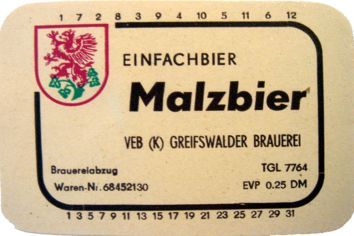 1 7 2 8 3 9 4 10 5 11 6 12
EINFACHBIER
Malzbier
VEB (K) GREIFSWALDER BRAUEREI
Brauereiabzug TGL 7764
Waren-Nr. 68452130 EVP 0.25 DM
1 3 5 7 9 11 13 15 17 19 21 23 25 27 29 31